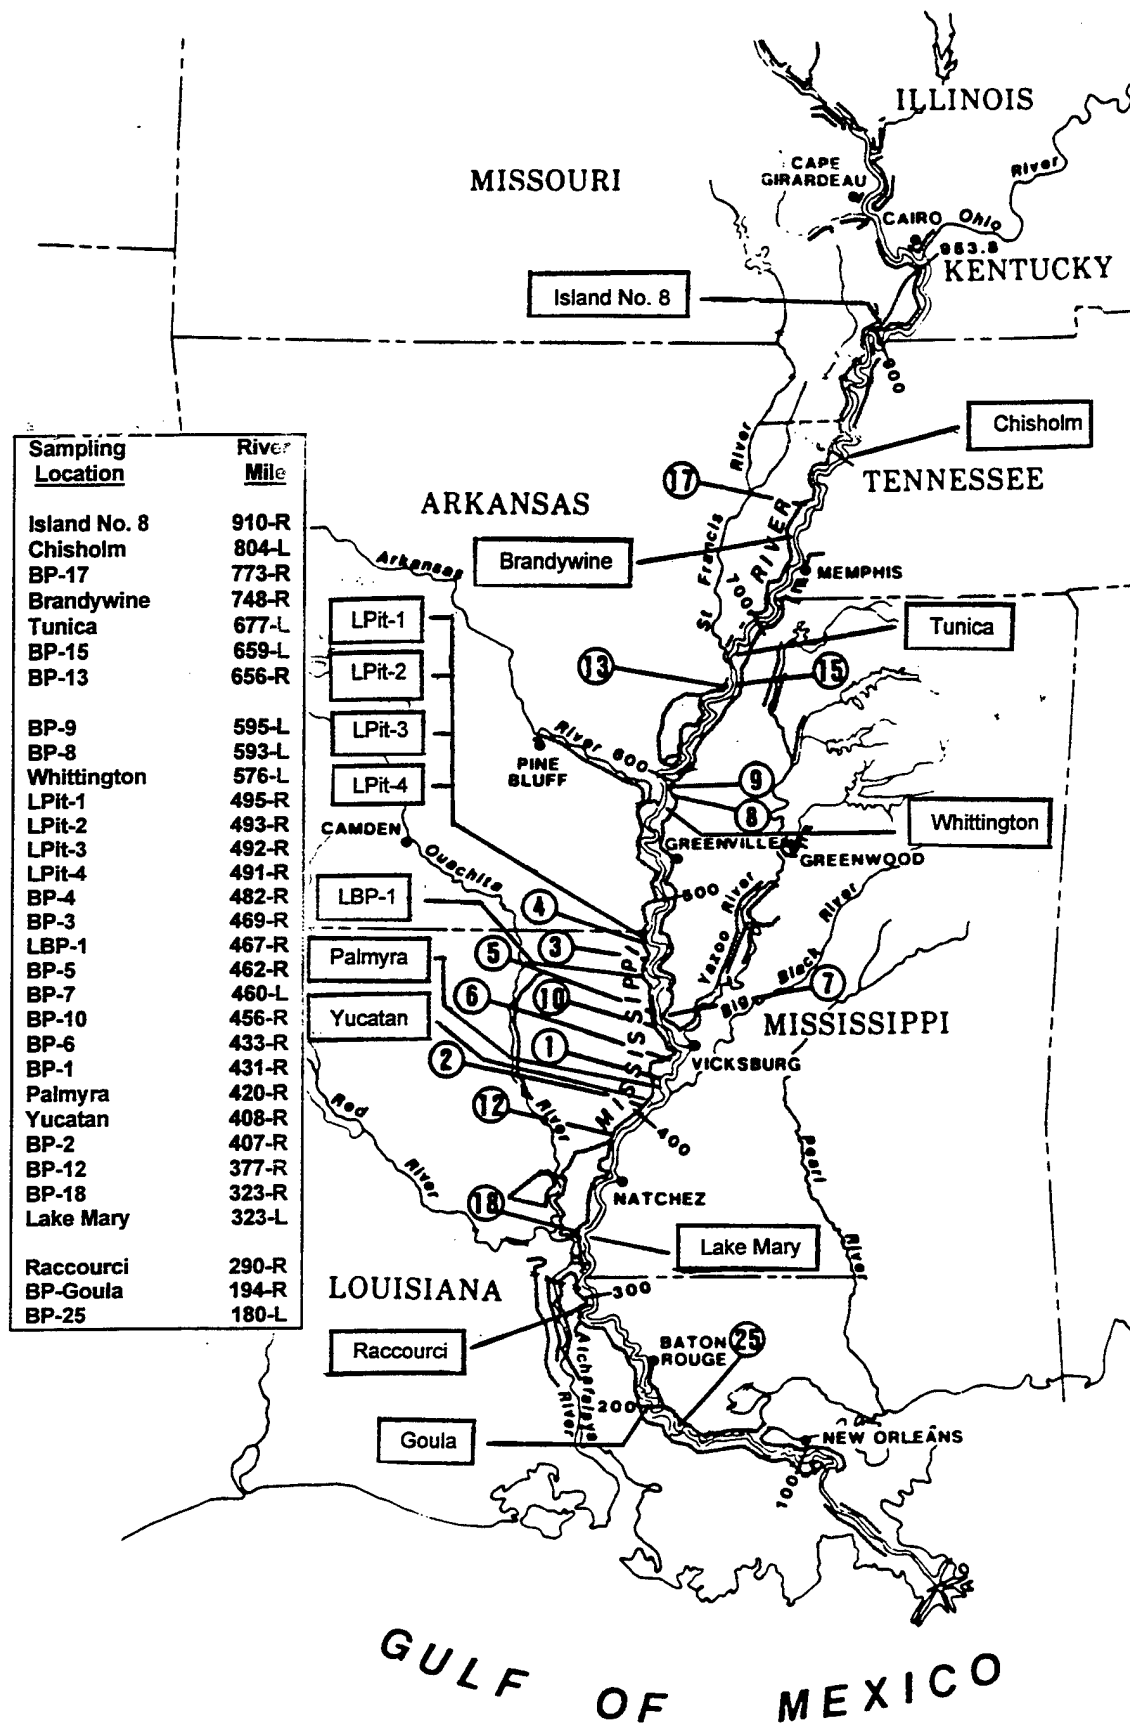 ILLINOIS
MISSOURI
CAPE
GIRARDEAU
River
CAIRO
Ohio
953.8
KENTUCKY
Island No. 8
900
Chisholm
TENNESSEE
River
17
ARKANSAS
RIVER
Brandywine
St Francis
Arkansas
MEMPHIS
700
LPit-1
Tunica
LPit-2
13
15
LPit-3
River 600
PINE
BLUFF
LPit-4
9
8
Whittington
CAMDEN
GREENVILLE
GREENWOOD
Ouachita
500
LBP-1
4
River
Yazoo River
3
Palmyra
5
Big Black
7
6
10
Yucatan
MISSISSIPPI
MISSISSIPPI
1
VICKSBURG
2
12
River
400
Red
River
Pearl
River
NATCHEZ
18
Lake Mary
LOUISIANA
300
Raccourci
Atchafalaya
River
BATON
ROUGE
25
200
Goula
NEW ORLEANS
100
GULF OF MEXICO
Sampling River
Location Mile
Island No. 8 910-R
Chisholm 804-L
BP-17 773-R
Brandywine 748-R
Tunica 677-L
BP-15 659-L
BP-13 656-R
BP-9 595-L
BP-8 593-L
Whittington 576-L
LPit-1 495-R
LPit-2 493-R
LPit-3 492-R
LPit-4 491-R
BP-4 482-R
BP-3 469-R
LBP-1 467-R
BP-5 462-R
BP-7 460-L
BP-10 456-R
BP-6 433-R
BP-1 431-R
Palmyra 420-R
Yucatan 408-R
BP-2 407-R
BP-12 377-R
BP-18 323-R
Lake Mary 323-L
Raccourci 290-R
BP-Goula 194-R
BP-25 180-L